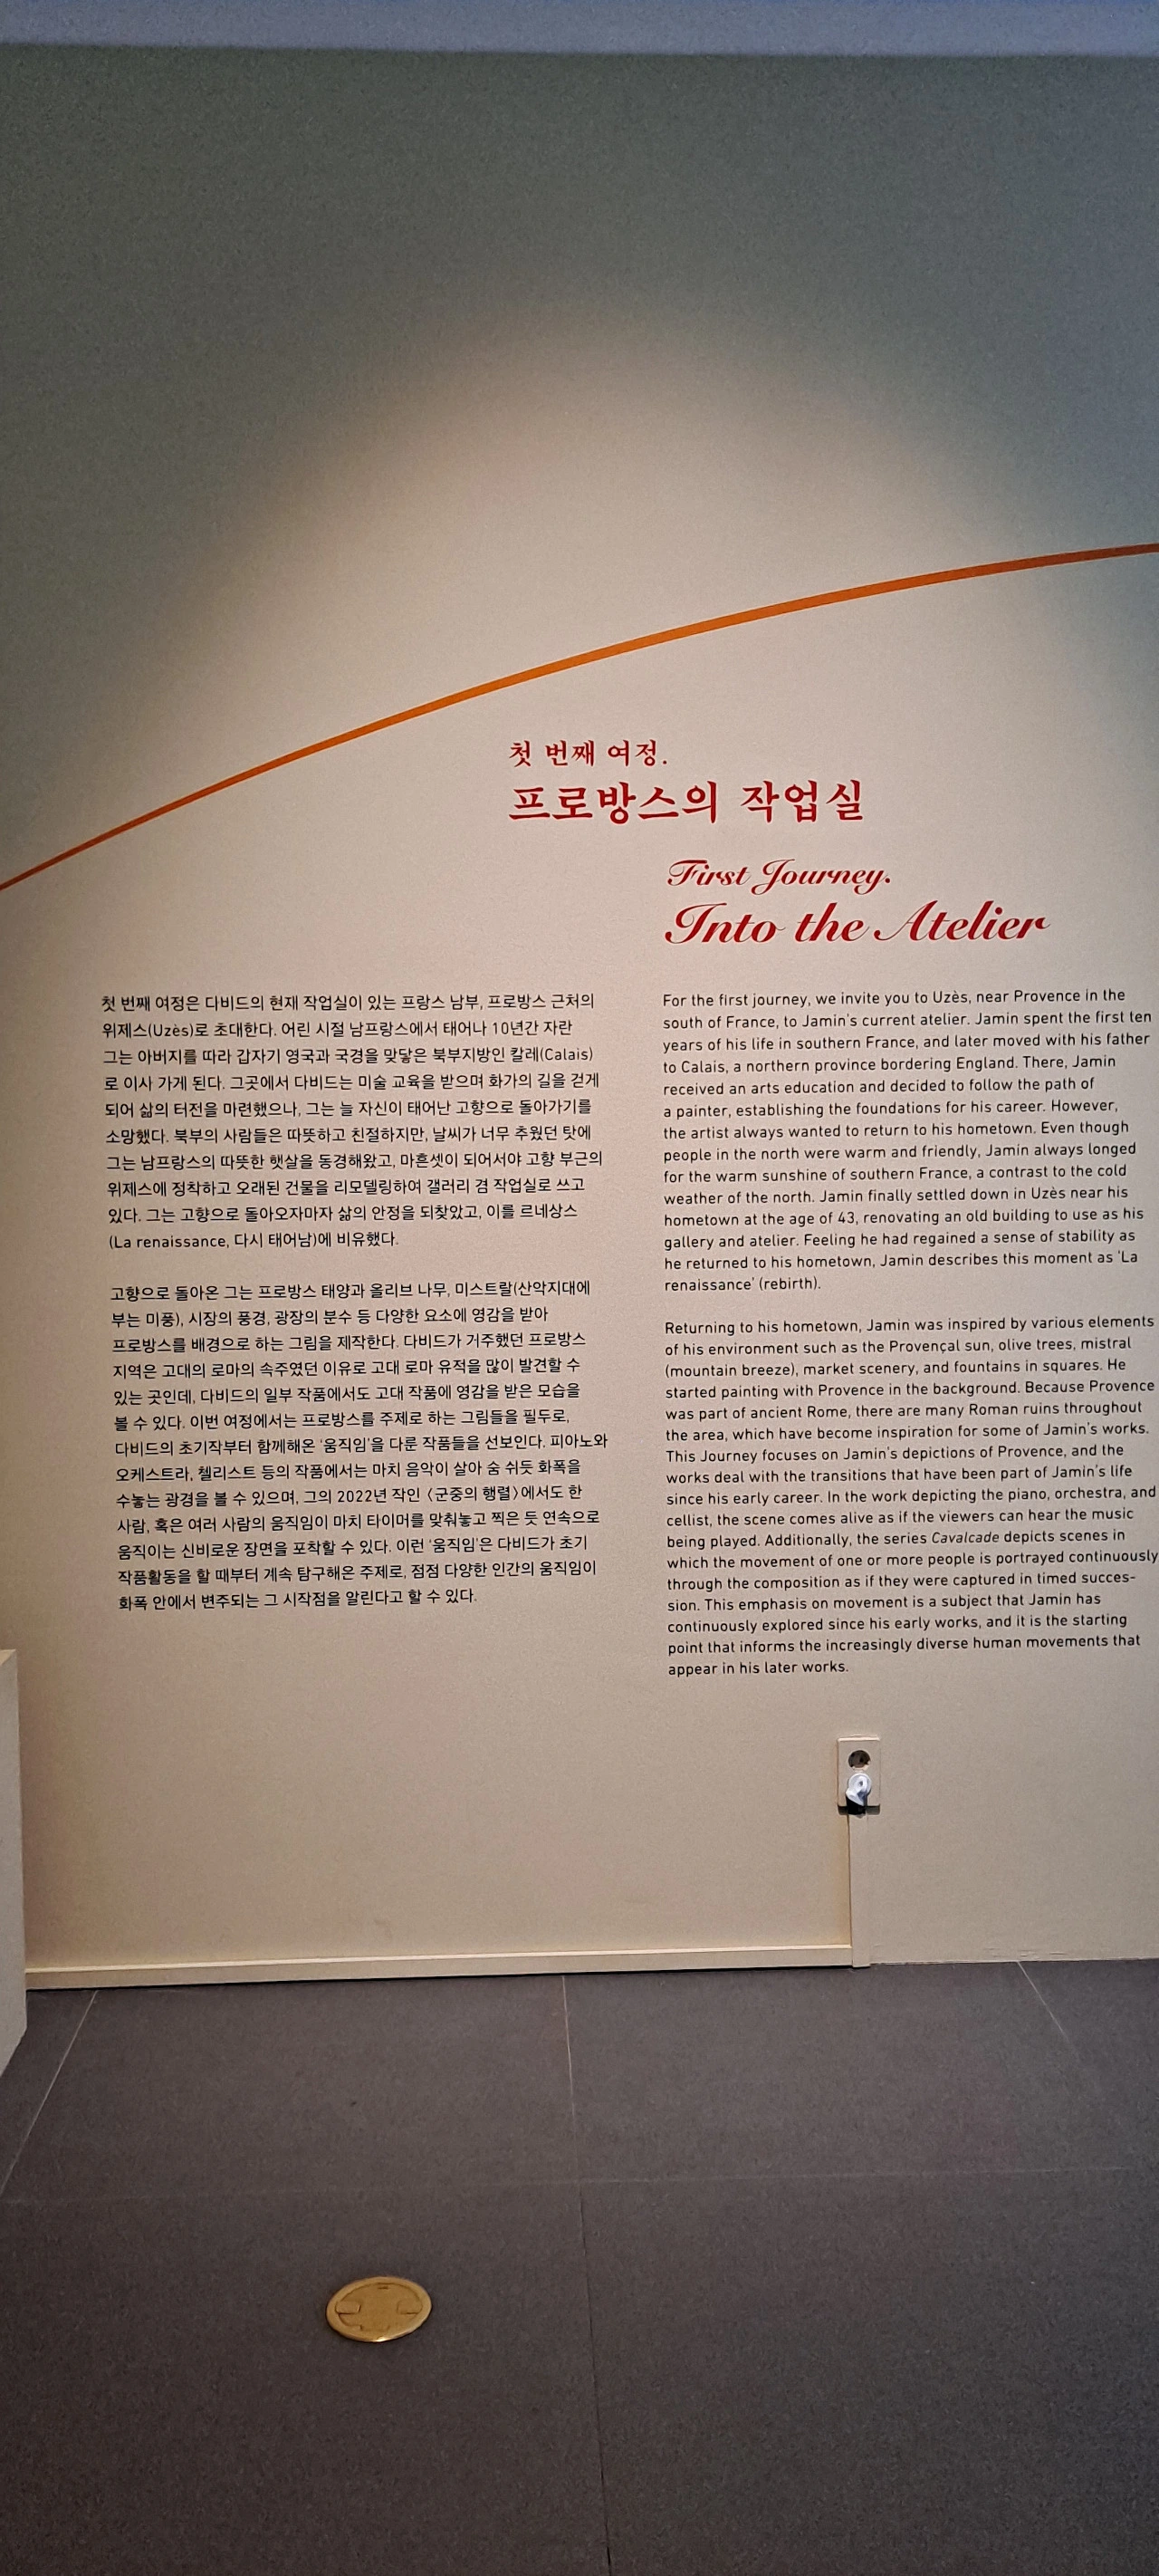 첫 번째 여정.
프로방스의 작업실
First Journey.
Into the Atelier
첫 번째 여정은 다비드의 현재 작업실이 있는 프랑스 남부, 프로방스 근처의
위제스(Uzès)로 초대한다. 어린 시절 남프랑스에서 태어나 10년간 자란
그는 아버지를 따라 갑자기 영국과 국경을 맞닿은 북부지방인 칼레(Calais)
로 이사 가게 된다. 그곳에서 다비드는 미술 교육을 받으며 화가의 길을 걷게
되어 삶의 터전을 마련했으나, 그는 늘 자신이 태어난 고향으로 돌아가기를
소망했다. 북부의 사람들은 따뜻하고 친절하지만, 날씨가 너무 추웠던 탓에
그는 남프랑스의 따뜻한 햇살을 동경해왔고, 마흔셋이 되어서야 고향 부근의
위제스에 정착하고 오래된 건물을 리모델링하여 갤러리 겸 작업실로 쓰고
있다. 그는 고향으로 돌아오자마자 삶의 안정을 되찾았고, 이를 르네상스
(La renaissance, 다시 태어남)에 비유했다.
고향으로 돌아온 그는 프로방스 태양과 올리브 나무, 미스트랄(산악지대에
부는 미풍), 시장의 풍경, 광장의 분수 등 다양한 요소에 영감을 받아
프로방스를 배경으로 하는 그림을 제작한다. 다비드가 거주했던 프로방스
지역은 고대의 로마의 속주였던 이유로 고대 로마 유적을 많이 발견할 수
있는 곳인데, 다비드의 일부 작품에서도 고대 작품에 영감을 받은 모습을
볼 수 있다. 이번 여정에서는 프로방스를 주제로 하는 그림들을 필두로,
다비드의 초기작부터 함께해온 '움직임'을 다룬 작품들을 선보인다. 피아노와
오케스트라, 첼리스트 등의 작품에서는 마치 음악이 살아 숨 쉬듯 화폭을
수놓는 광경을 볼 수 있으며, 그의 2022년 작인 〈군중의 행렬〉에서도 한
사람, 혹은 여러 사람의 움직임이 마치 타이머를 맞춰놓고 찍은 듯 연속으로
움직이는 신비로운 장면을 포착할 수 있다. 이런 '움직임'은 다비드가 초기
작품활동을 할 때부터 계속 탐구해온 주제로, 점점 다양한 인간의 움직임이
화폭 안에서 변주되는 그 시작점을 알린다고 할 수 있다.
For the first journey, we invite you to Uzès, near Provence in the
south of France, to Jamin's current atelier. Jamin spent the first ten
years of his life in southern France, and later moved with his father
to Calais, a northern province bordering England. There, Jamin
received an arts education and decided to follow the path of
a painter, establishing the foundations for his career. However,
the artist always wanted to return to his hometown. Even though
people in the north were warm and friendly, Jamin always longed
for the warm sunshine of southern France, a contrast to the cold
weather of the north. Jamin finally settled down in Uzès near his
hometown at the age of 43, renovating an old building to use as his
gallery and atelier. Feeling he had regained a sense of stability as
he returned to his hometown, Jamin describes this moment as 'La
renaissance' (rebirth).
Returning to his hometown, Jamin was inspired by various elements
of his environment such as the Provençal sun, olive trees, mistral
(mountain breeze), market scenery, and fountains in squares. He
started painting with Provence in the background. Because Provence
was part of ancient Rome, there are many Roman ruins throughout
the area, which have become inspiration for some of Jamin's works.
This Journey focuses on Jamin's depictions of Provence, and the
works deal with the transitions that have been part of Jamin's life
since his early career. In the work depicting the piano, orchestra, and
cellist, the scene comes alive as if the viewers can hear the music
being played. Additionally, the series Cavalcade depicts scenes in
which the movement of one or more people is portrayed continuously
through the composition as if they were captured in timed succes-
sion. This emphasis on movement is a subject that Jamin has
continuously explored since his early works, and it is the starting
point that informs the increasingly diverse human movements that
appear in his later works.